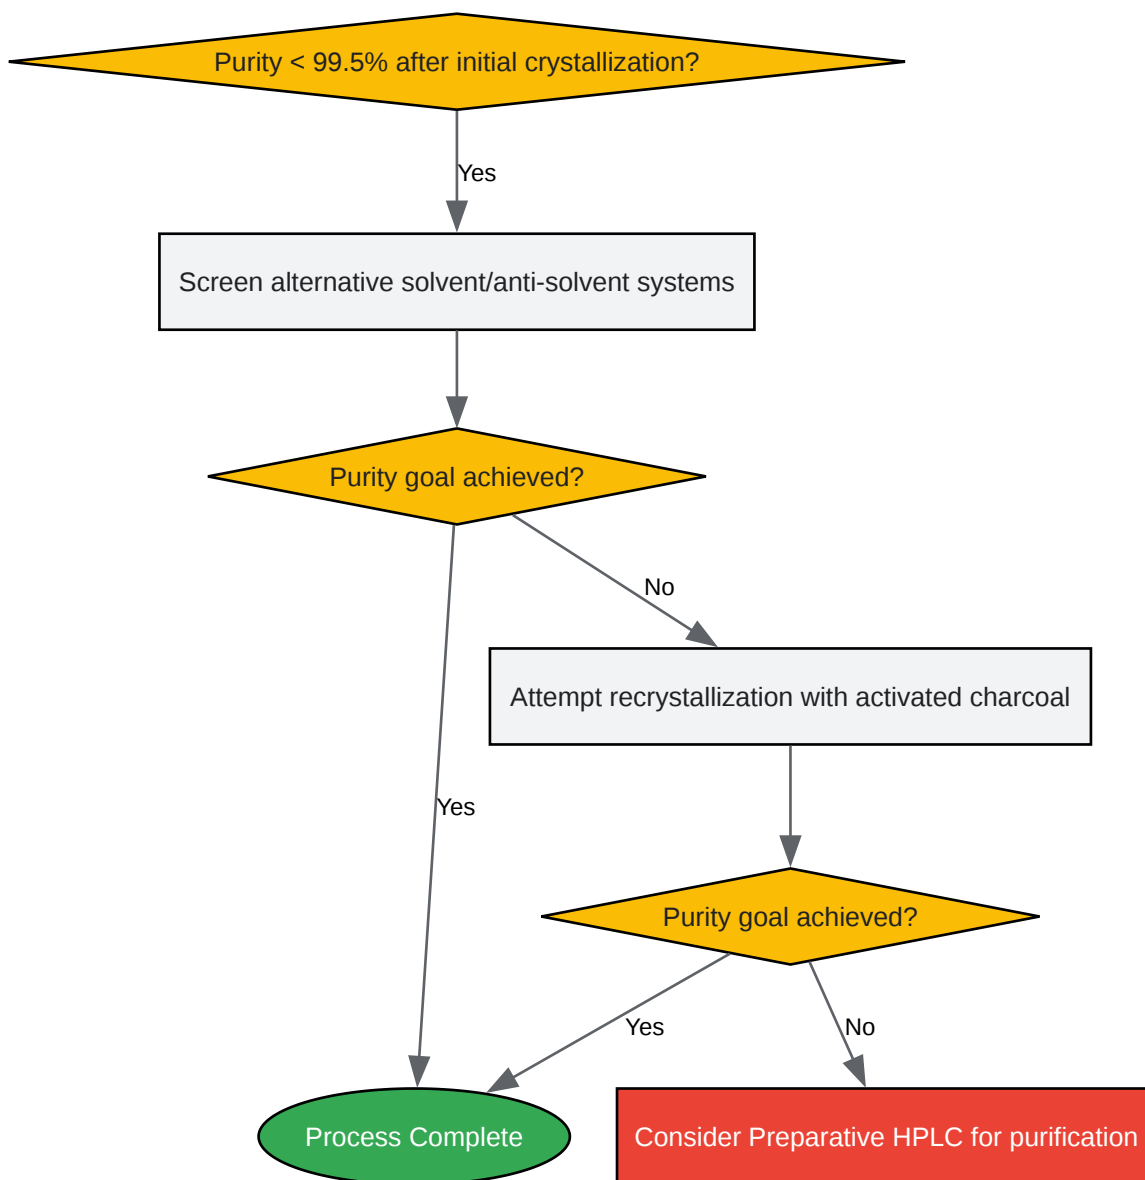 Purity < 99.5% after initial crystallization?
Yes
Screen alternative solvent/anti-solvent systems
Purity goal achieved?
No
Attempt recrystallization with activated charcoal
Yes
Purity goal achieved?
Yes
No
Process Complete
Consider Preparative HPLC for purification